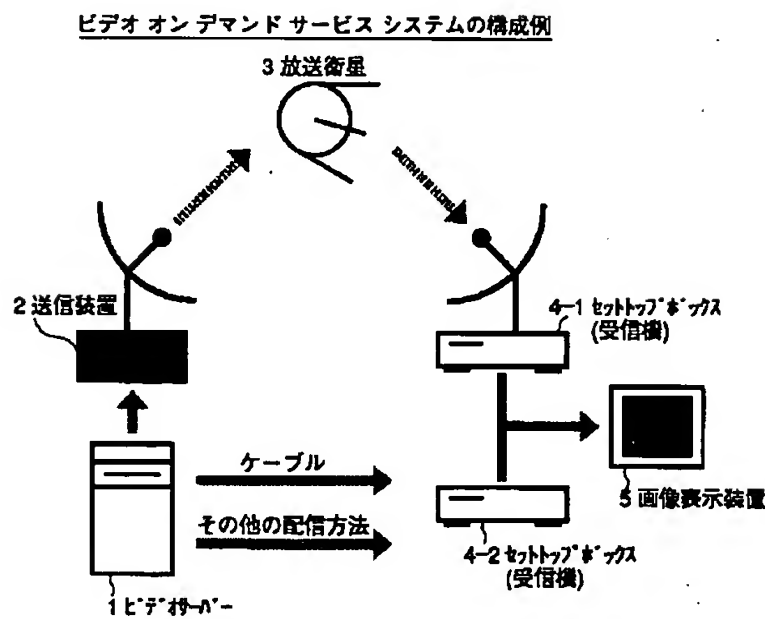 ビデオ オン デマンド サービス システムの構成例
3 放送衛星
2 送信装置
4-1 ｾｯﾄﾄｯﾌﾟﾎﾞｯｸｽ
(受信機)
ケーブル
5 画像表示装置
その他の配信方法
4-2 ｾｯﾄﾄｯﾌﾟﾎﾞｯｸｽ
(受信機)
1 ﾋﾞﾃﾞｵｻｰﾊﾞｰ